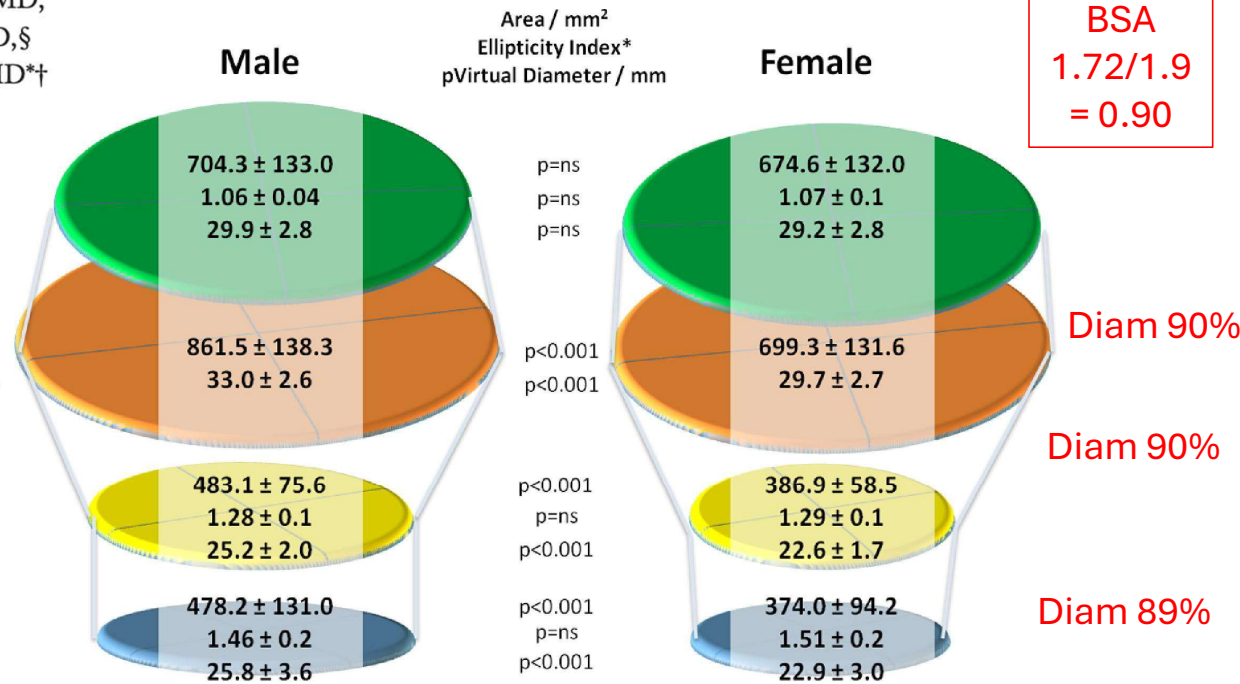 MD,
D,§
MD*†
Male
Area / mm²
Ellipticity Index*
pVirtual Diameter / mm
Female
BSA
1.72/1.9
= 0.90
704.3 ± 133.0
1.06 ± 0.04
29.9 ± 2.8
p=ns
p=ns
p=ns
674.6 ± 132.0
1.07 ± 0.1
29.2 ± 2.8
861.5 ± 138.3
33.0 ± 2.6
p<0.001
p<0.001
699.3 ± 131.6
29.7 ± 2.7
Diam 90%
483.1 ± 75.6
1.28 ± 0.1
25.2 ± 2.0
p<0.001
p=ns
p<0.001
386.9 ± 58.5
1.29 ± 0.1
22.6 ± 1.7
Diam 90%
478.2 ± 131.0
1.46 ± 0.2
25.8 ± 3.6
p<0.001
p=ns
p<0.001
374.0 ± 94.2
1.51 ± 0.2
22.9 ± 3.0
Diam 89%